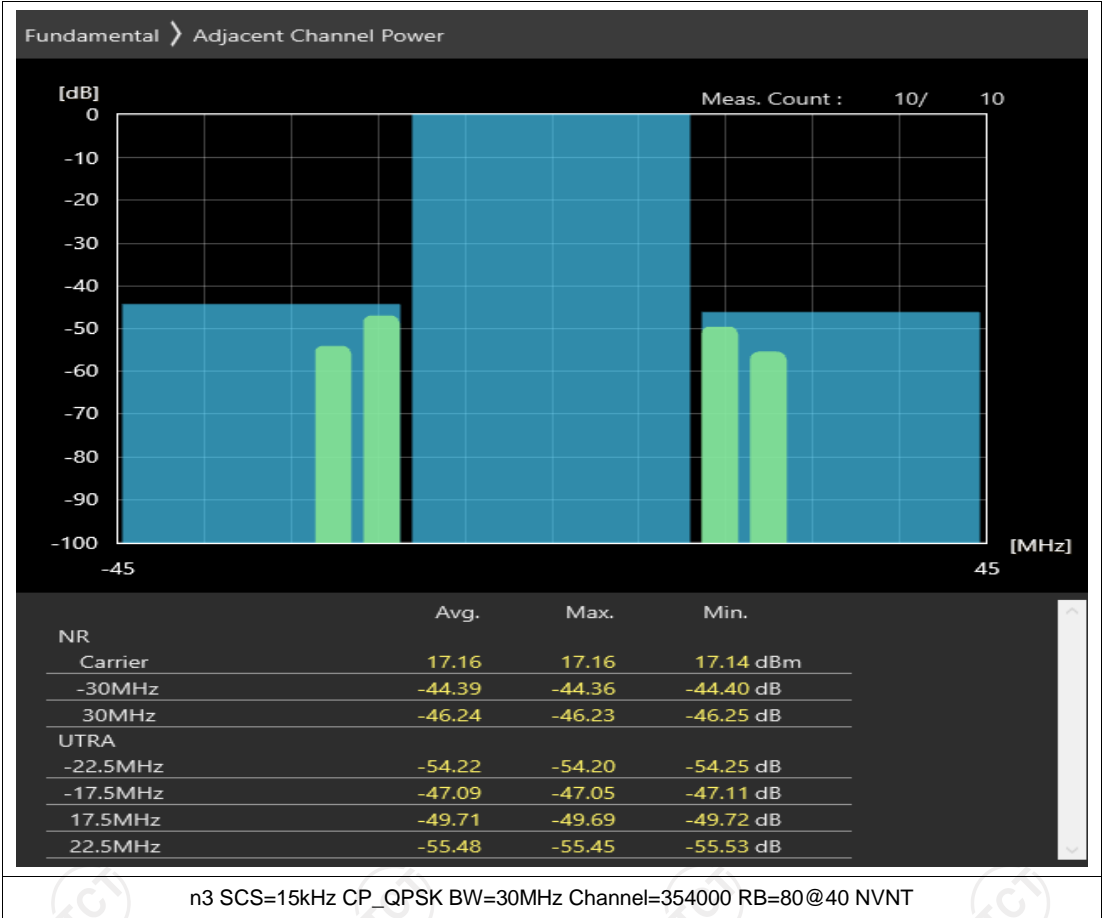 Fundamental 〉 Adjacent Channel Power
[dB]
Meas. Count : 10/ 10
0
-10
-20
-30
-40
-50
-60
-70
-80
-90
-100
[MHz]
-45 45
Avg. Max. Min.
NR
Carrier 17.16 17.16 17.14 dBm
-30MHz -44.39 -44.36 -44.40 dB
30MHz -46.24 -46.23 -46.25 dB
UTRA
-22.5MHz -54.22 -54.20 -54.25 dB
-17.5MHz -47.09 -47.05 -47.11 dB
17.5MHz -49.71 -49.69 -49.72 dB
22.5MHz -55.48 -55.45 -55.53 dB
n3 SCS=15kHz CP_QPSK BW=30MHz Channel=354000 RB=80@40 NVNT
TCT TCT TCT